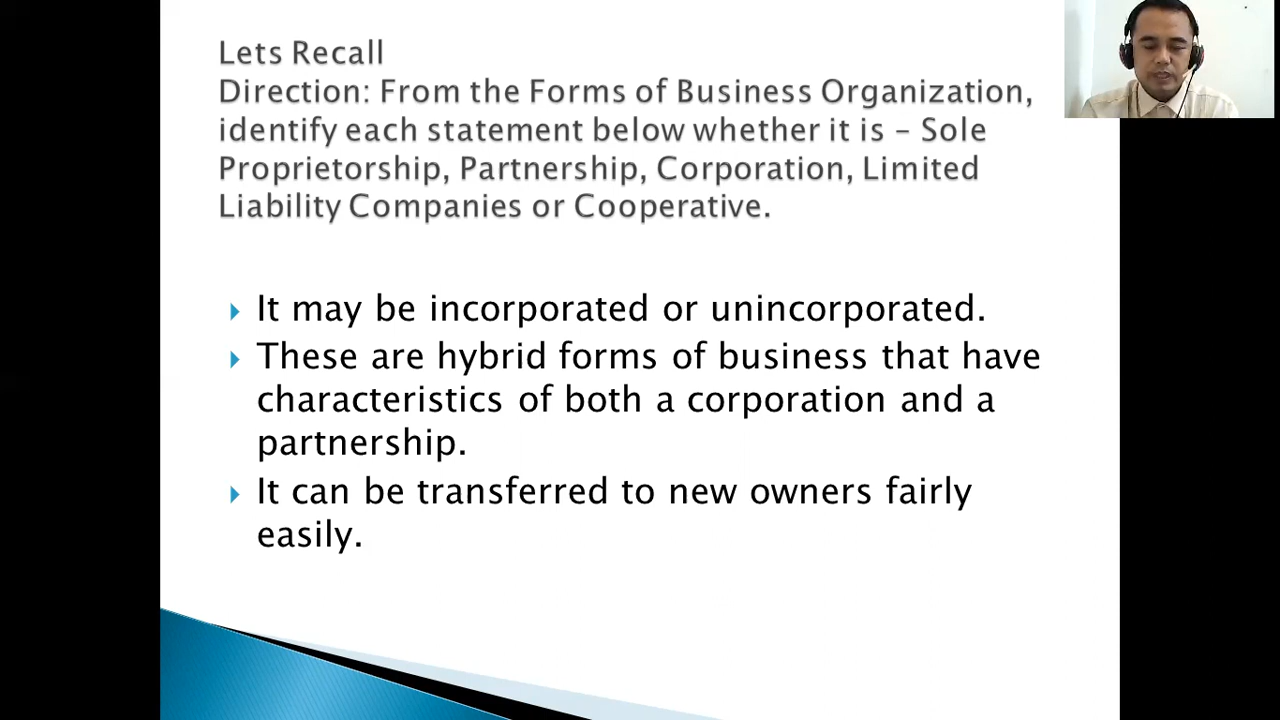 Lets Recall
Direction: From the Forms of Business Organization,
identify each statement below whether it is – Sole
Proprietorship, Partnership, Corporation, Limited
Liability Companies or Cooperative.
It may be incorporated or unincorporated.
These are hybrid forms of business that have
characteristics of both a corporation and a
partnership.
It can be transferred to new owners fairly
easily.